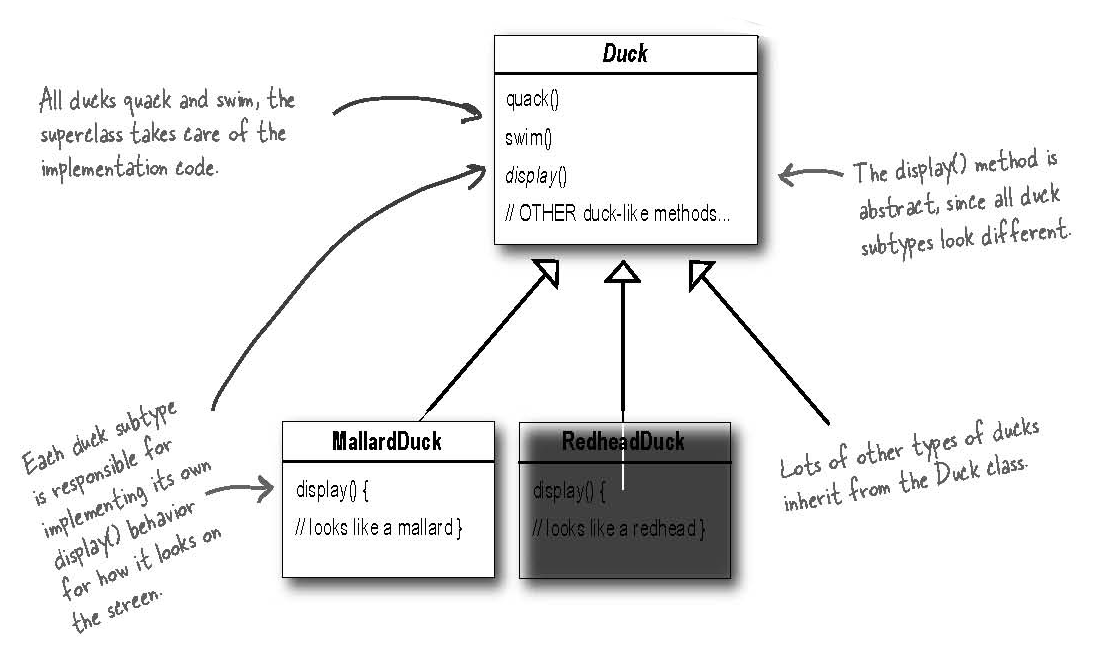 Duck
quack()
swim()
display()
// OTHER duck-like methods...
All ducks quack and swim, the
superclass takes care of the
implementation code.
The display() method is
abstract, since all duck
subtypes look different.
Each duck subtype
is responsible for
implementing its own
display() behavior
for how it looks on
the screen.
MallardDuck
display() {
// looks like a mallard }
RedheadDuck
display() {
// looks like a redhead }
Lots of other types of ducks
inherit from the Duck class.